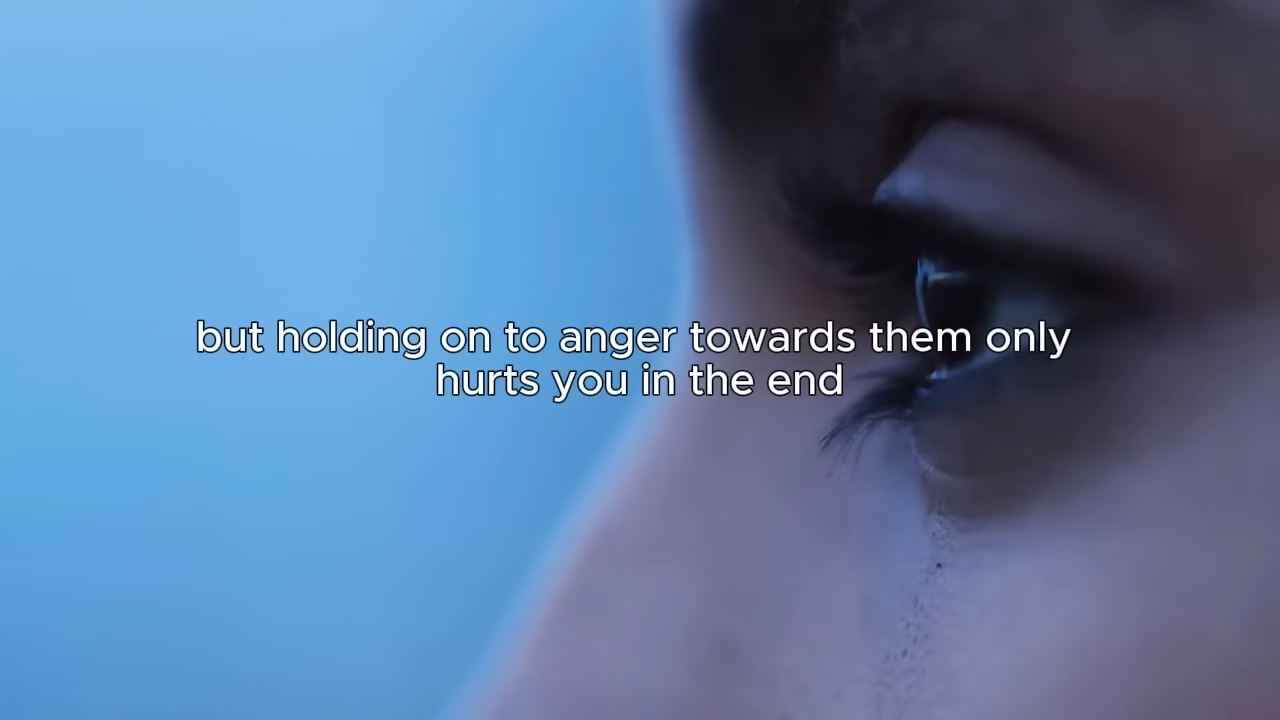 but holding on to anger towards them only
hurts you in the end